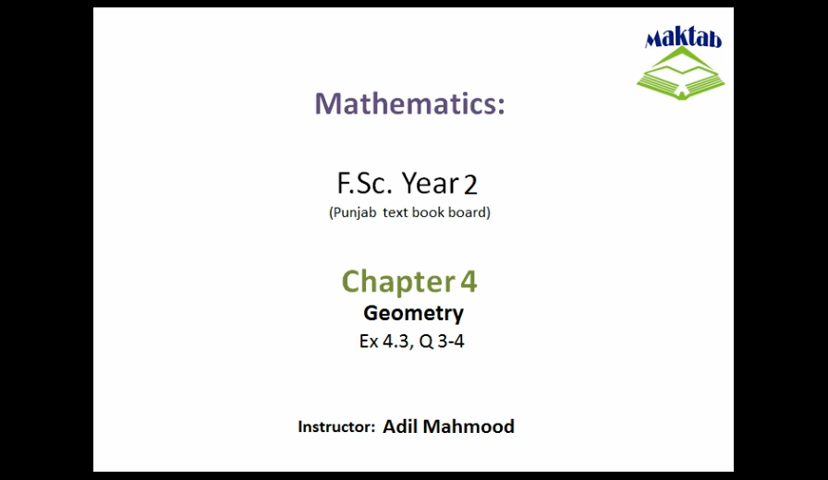 Maktab
Mathematics:
F.Sc. Year 2
(Punjab text book board)
Chapter 4
Geometry
Ex 4.3, Q 3-4
Instructor: Adil Mahmood